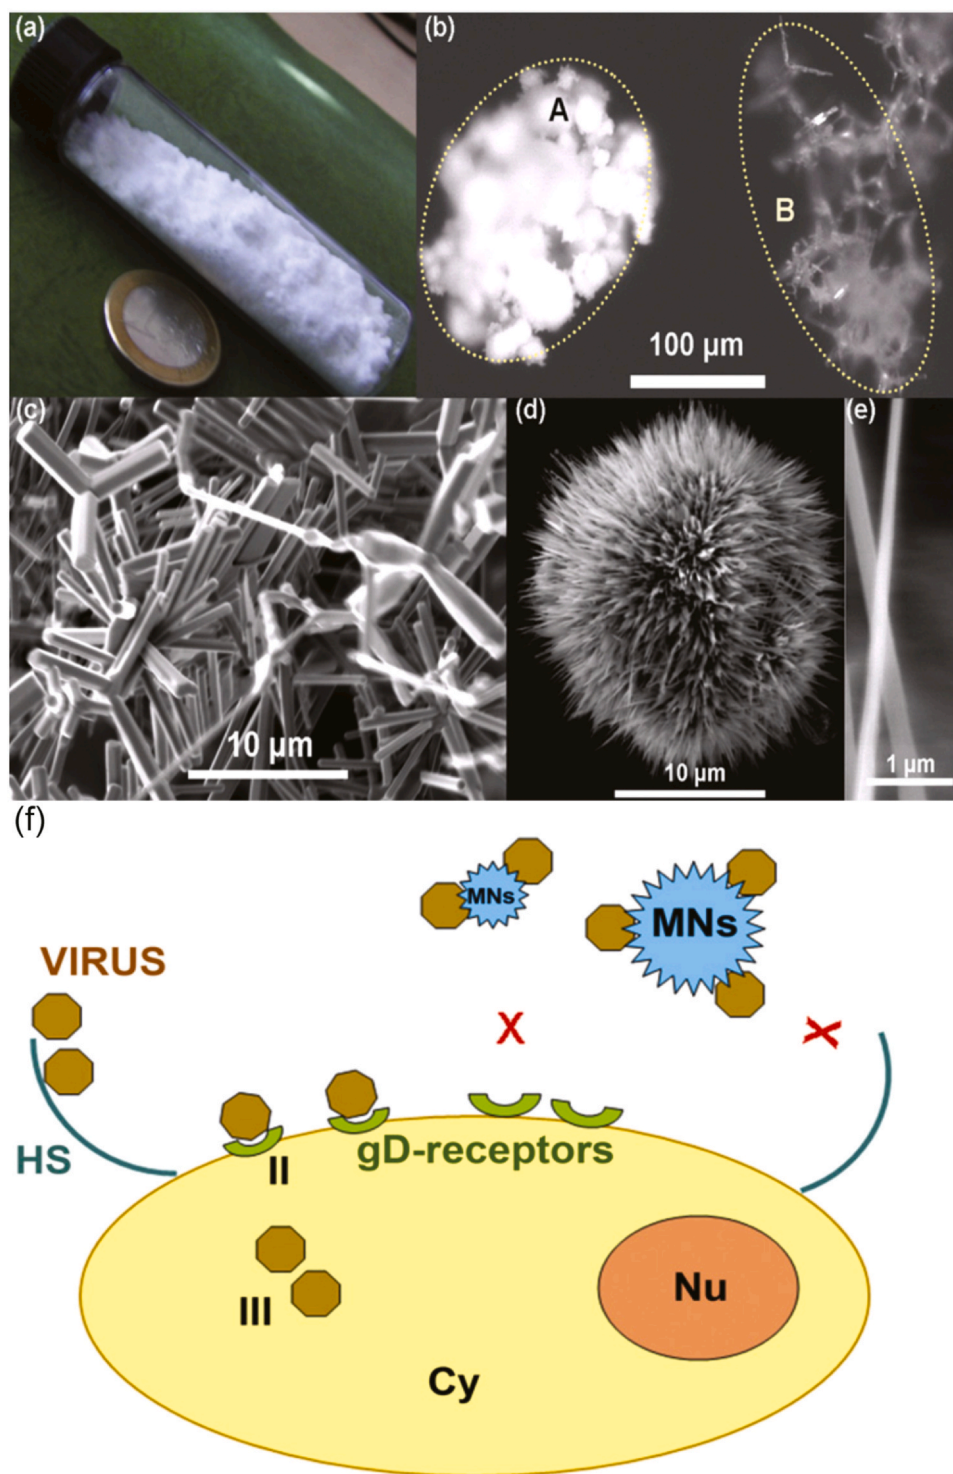 (a)
(b)
A
B
100 µm
(c)
(d)
(e)
10 µm
10 µm
1 µm
(f)
MNs
MNs
VIRUS
X
X
HS
gD-receptors
II
III
Nu
Cy